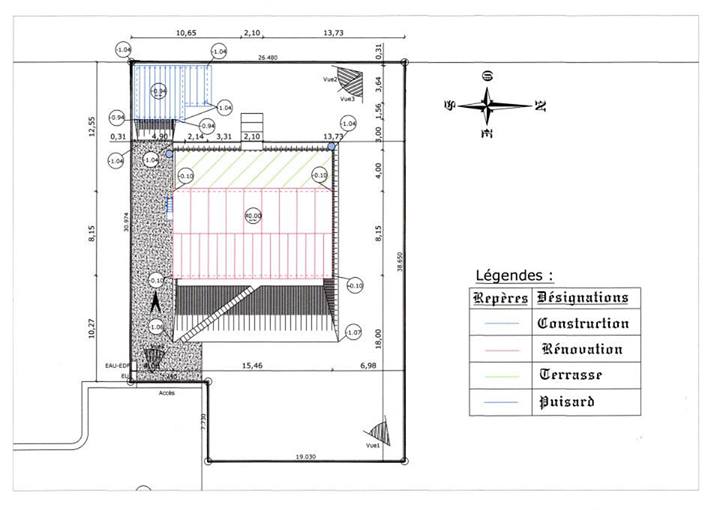 10,65 2,10 13,73
26.480
-1.04 -1.04
0,31
3,64
1,56
3,00
4,00
8,15
18,00
38.650
Vue2
Vue3
-0.94
-1.04
-0.94 -0.94
0,31 4,90 2,14 3,31 2,10 13,73
-1.04
-1.04 -1.04
12,55
8,15
10,27
30.974
-0.10 -0.10
±0.00
-0.10 -0.10
-1.06 -1.07
15,46 6,98
EAU-EDF
EU
Accès
7.730
19.030
Vue1
O
S N
E
Légendes :
Repères Désignations
Construction
Rénovation
Terrasse
Puisard